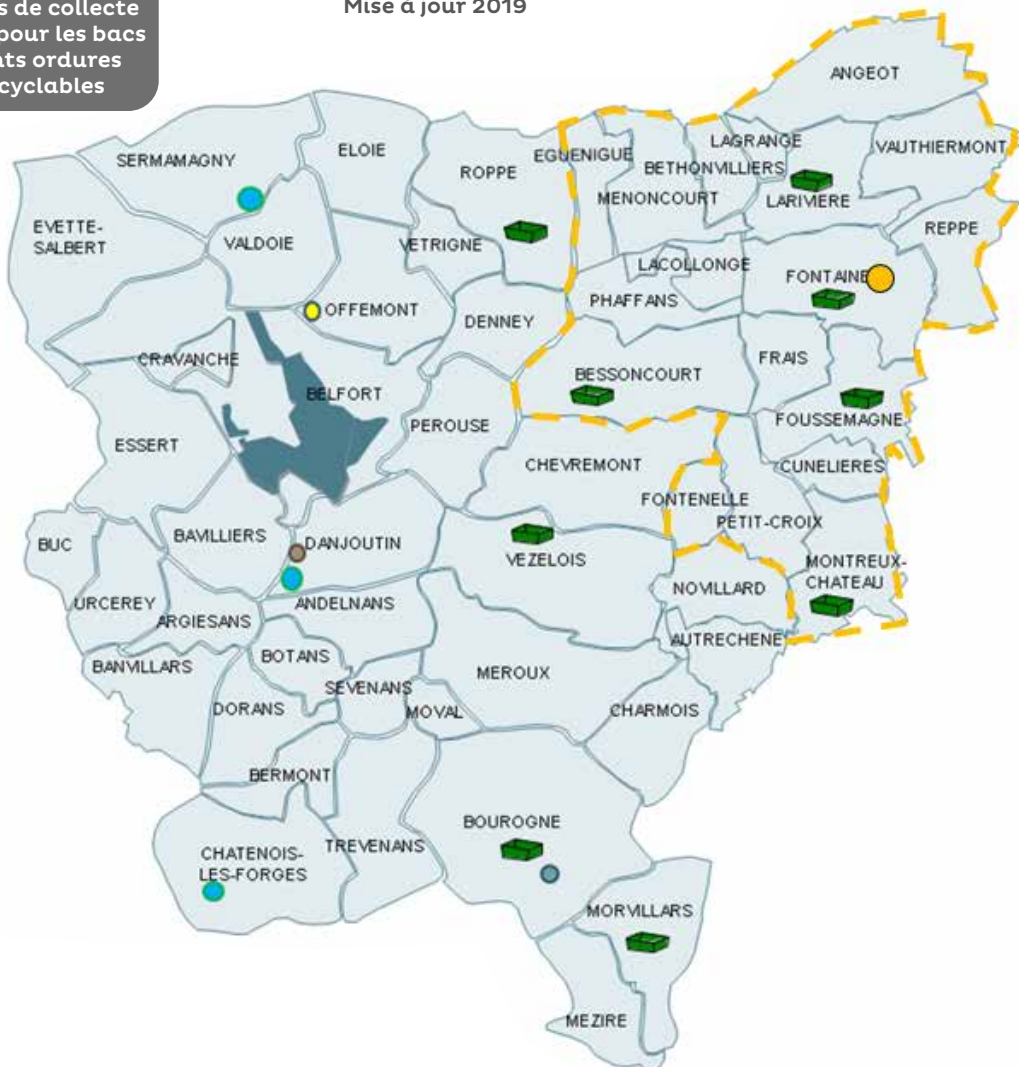 s de collecte
pour les bacs
nts ordures
cyclables
Mise à jour 2019
ANGEOT
SERMAMAGNY
ELOIE
ROPPE
EGUENIGUE
LAGRANGE
BETHONVILLIERS
VAUTHIERMONT
MENONCOURT
LARIVIERE
EVETTE-
SALBERT
VALDOIE
VETRIGNE
REPPE
LACOLLONGE
FONTAINE
PHAFFANS
OFFEMONT
DENNEY
CRAVANCHE
FRAIS
BESSONCOURT
BELFORT
PEROUSE
FOUSSEMAGNE
ESSERT
CHEVREMONT
CUNELIERES
FONTENELLE
PETIT-CROIX
BUC
BAVILLIERS
DANJOUTIN
VEZELOIS
MONTREUX-
CHATEAU
NOVILLARD
URCEREY
ANDELNANS
ARGIESANS
AUTRECHENE
BANVILLARS
BOTANS
SEVENANS
MEROUX
DORANS
MOVAL
CHARMOIS
BERMONT
BOUROGNE
CHATENOIS-
LES-FORGES
TREVENANS
MORVILLARS
MEZIRE